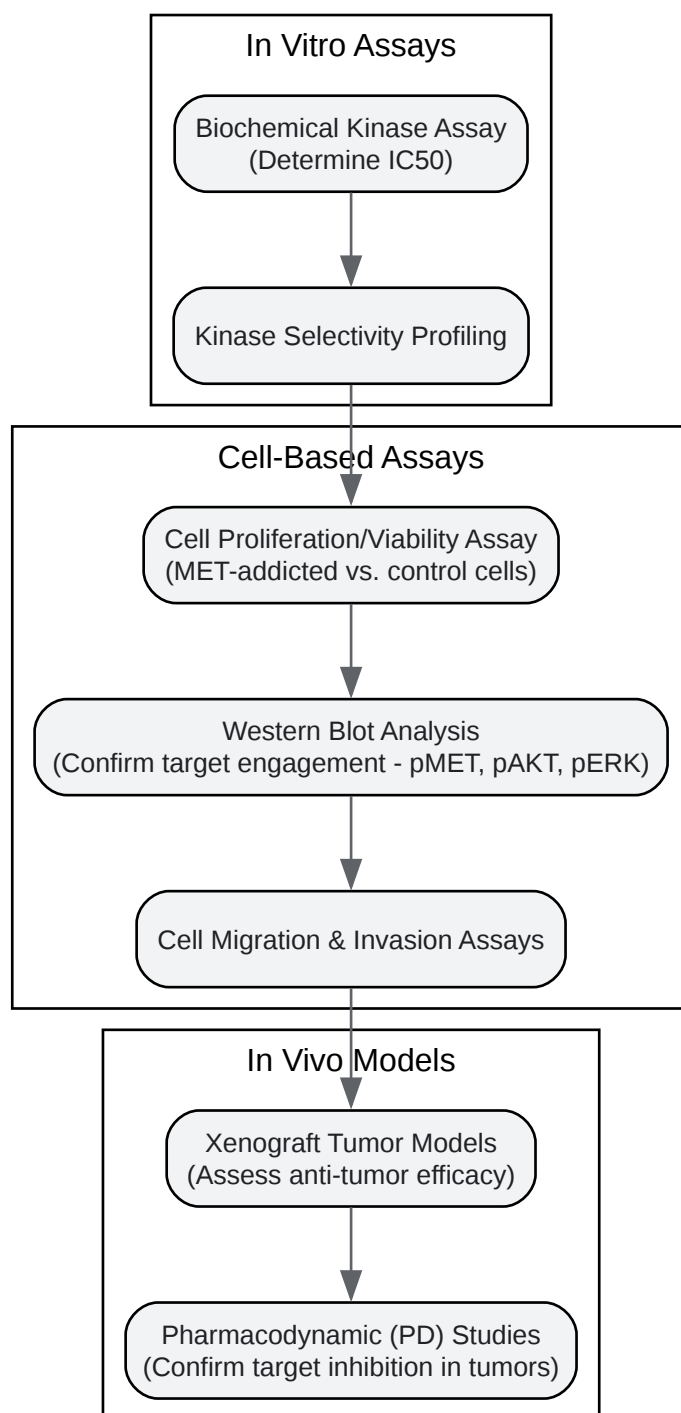 In Vitro Assays
Biochemical Kinase Assay
(Determine IC50)
Kinase Selectivity Profiling
Cell-Based Assays
Cell Proliferation/Viability Assay
(MET-addicted vs. control cells)
Western Blot Analysis
(Confirm target engagement - pMET, pAKT, pERK)
Cell Migration & Invasion Assays
In Vivo Models
Xenograft Tumor Models
(Assess anti-tumor efficacy)
Pharmacodynamic (PD) Studies
(Confirm target inhibition in tumors)